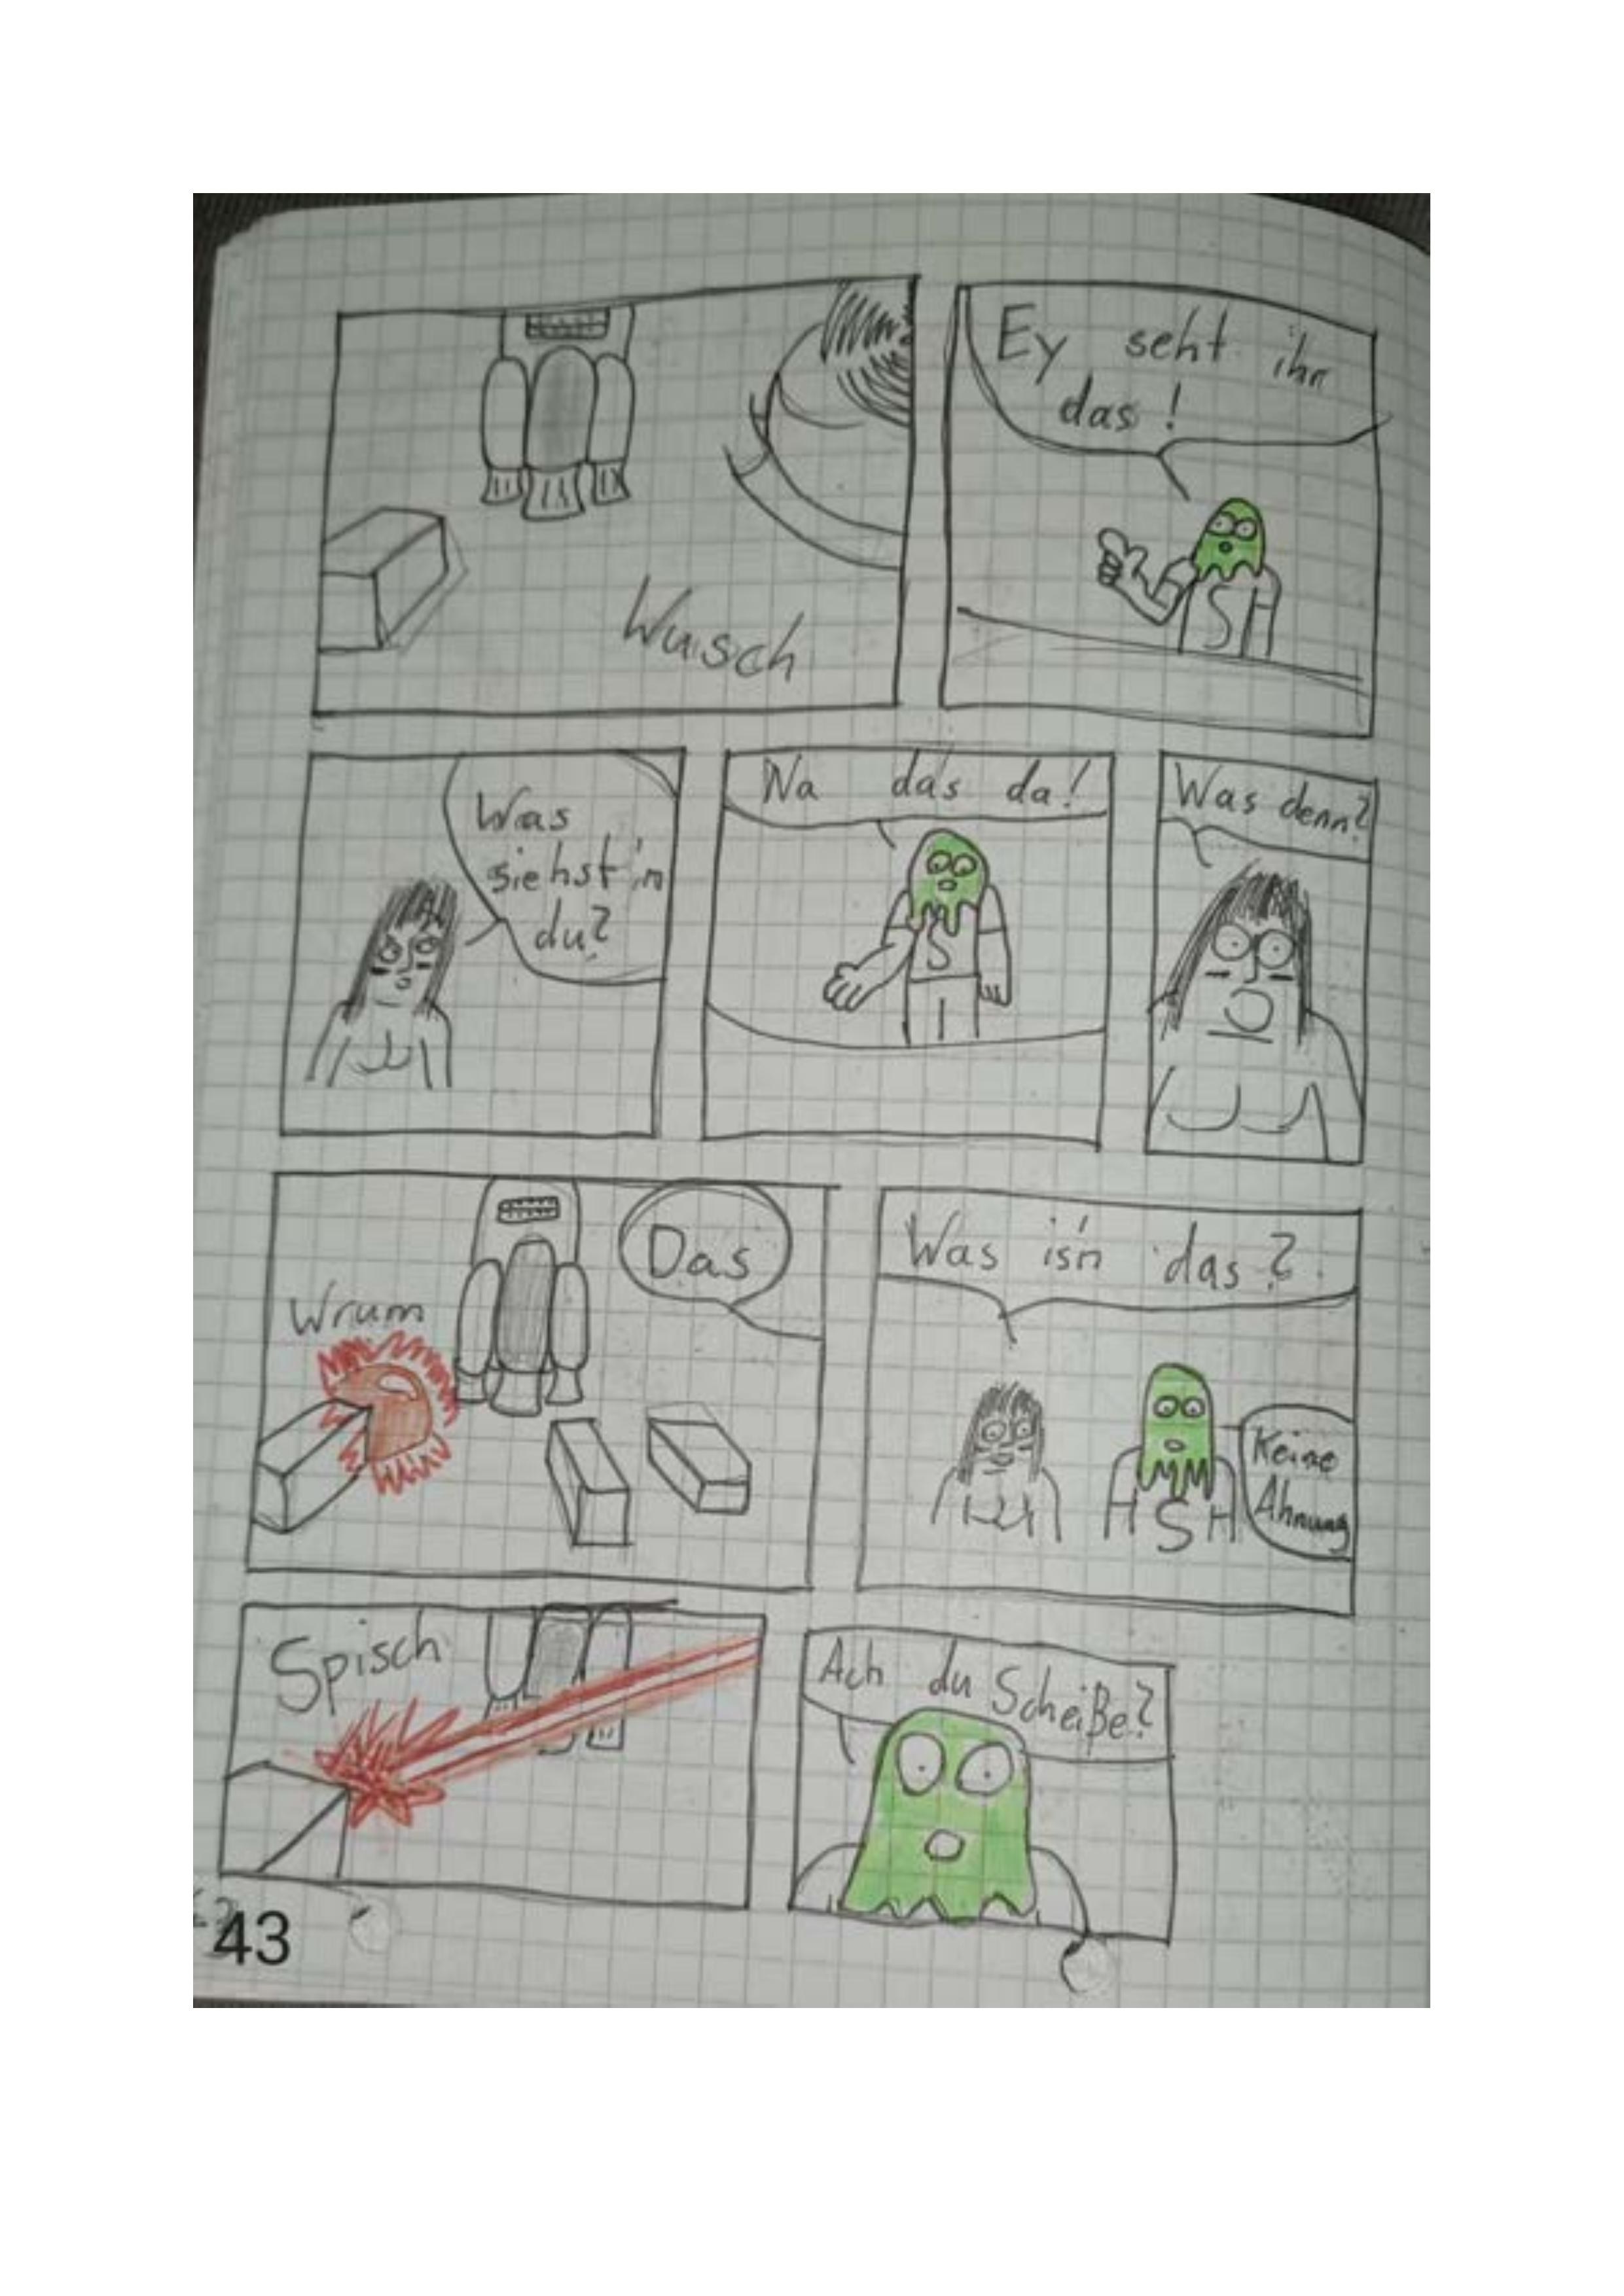 Wusch
Ey seht ihr
das!
SH
Was
siehst'n
du?
Na das da!
S
Was denn?
Wrum
Das
Was is'n das?
Keine
Ahnung
S
Spisch
Ach du Scheiße?
43